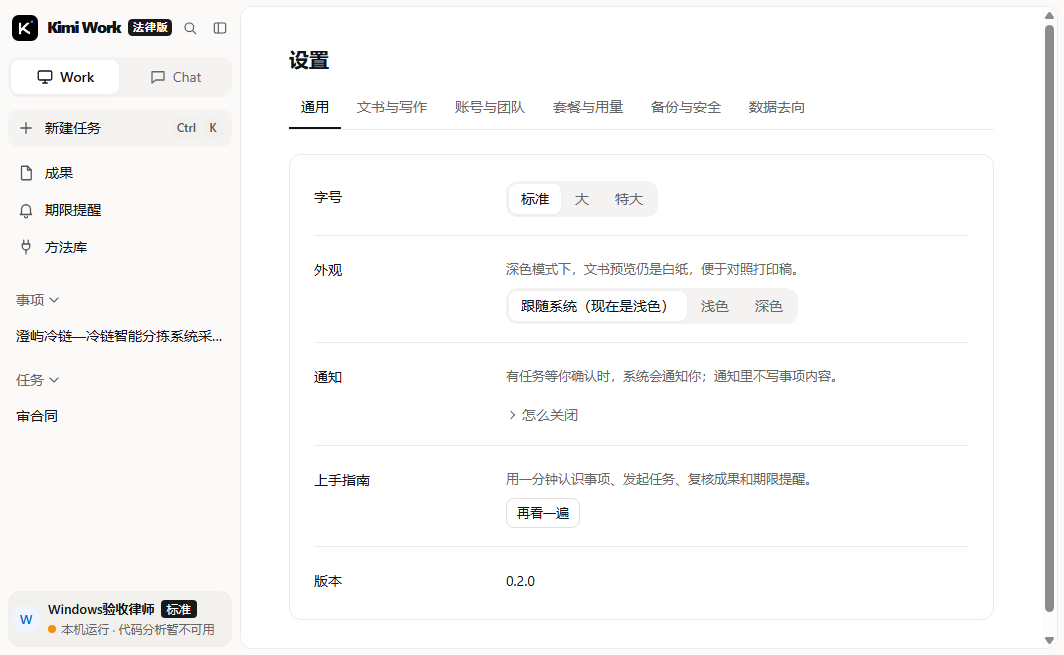 Kimi Work 法律版
Work
Chat
新建任务 Ctrl K
成果
期限提醒
方法库
事项
澄屿冷链—冷链智能分拣系统采...
任务
审合同
W
Windows验收律师 标准
本机运行 · 代码分析暂不可用
设置
通用 文书与写作 账号与团队 套餐与用量 备份与安全 数据去向
字号
标准 大 特大
外观
深色模式下，文书预览仍是白纸，便于对照打印稿。
跟随系统（现在是浅色） 浅色 深色
通知
有任务等你确认时，系统会通知你；通知里不写事项内容。
怎么关闭
上手指南
用一分钟认识事项、发起任务、复核成果和期限提醒。
再看一遍
版本
0.2.0